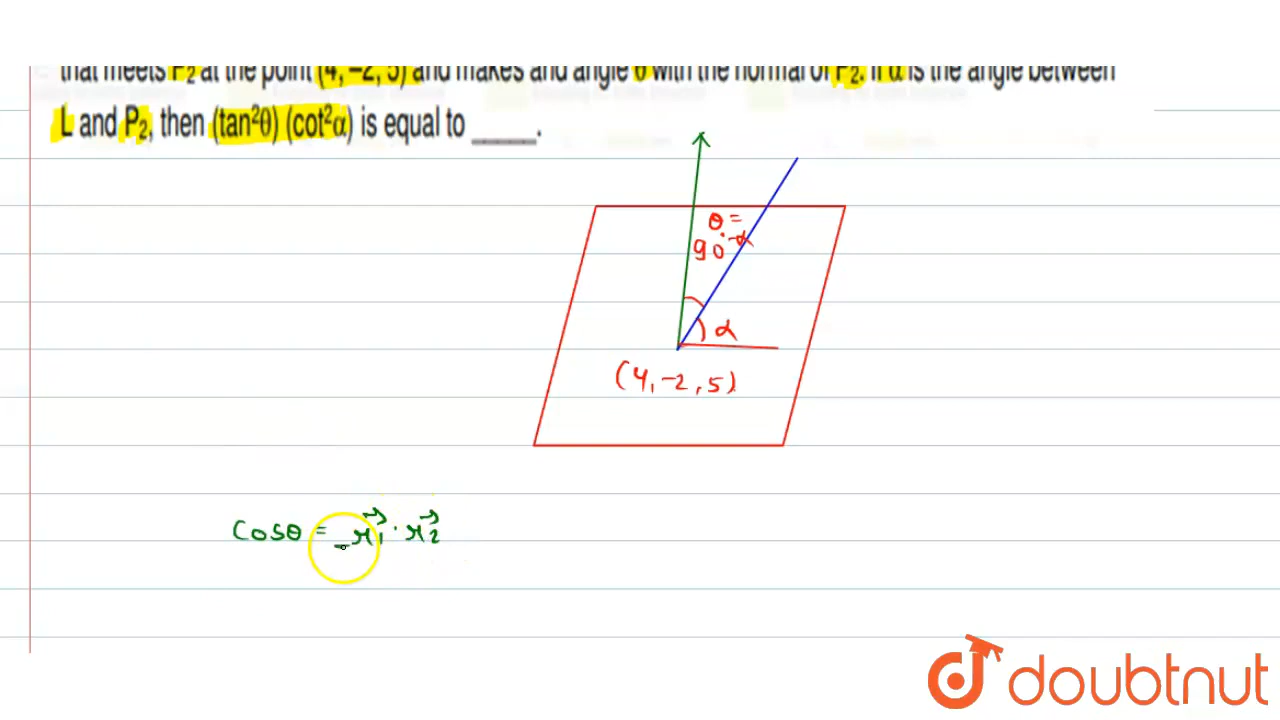 that meets P₂ at the point (4, –2, 5) and makes and angle θ with the normal of P₂. If α is the angle between
L and P₂, then (tan²θ) (cot²α) is equal to _____.
θ =
90°-α
α
(4, -2, 5)
Cosθ = r⃗₁ · r⃗₂
doubtnut